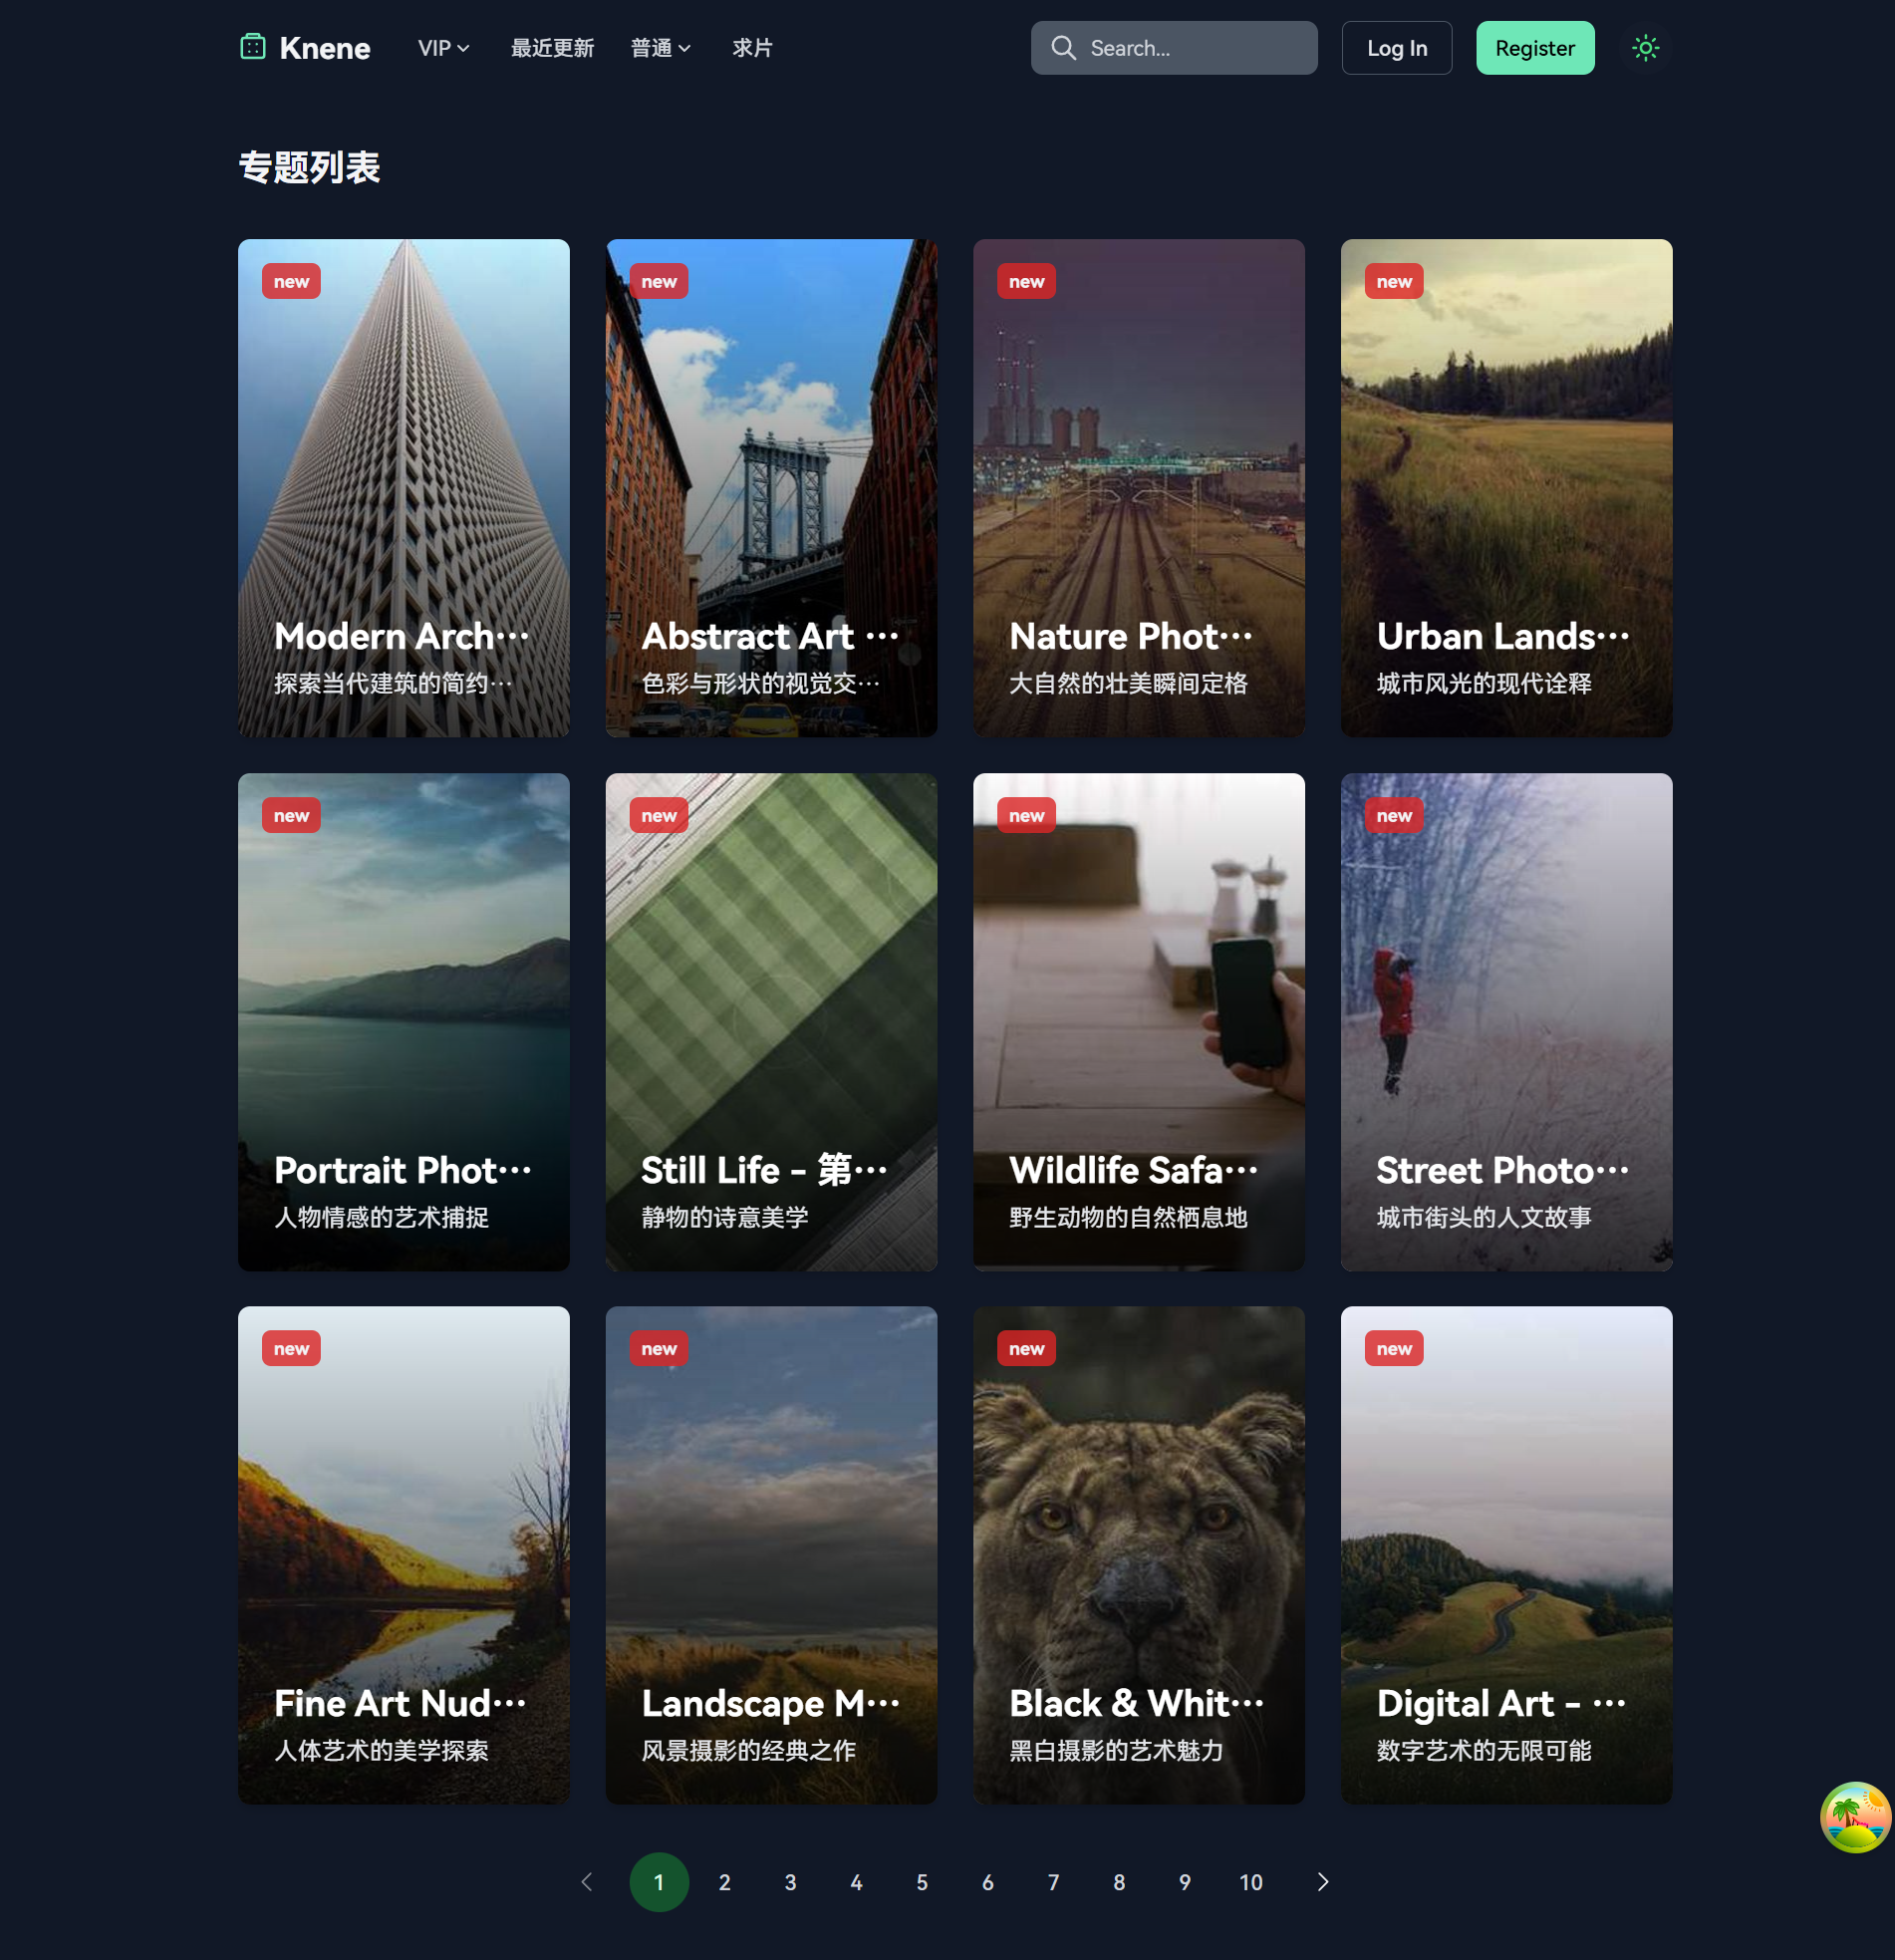 Knene VIP 最近更新 普通 求片 Search... Log In Register
专题列表
new
Modern Arch···
探索当代建筑的简约···
new
Abstract Art ···
色彩与形状的视觉交···
new
Nature Phot···
大自然的壮美瞬间定格
new
Urban Lands···
城市风光的现代诠释
new
Portrait Phot···
人物情感的艺术捕捉
new
Still Life - 第···
静物的诗意美学
new
Wildlife Safa···
野生动物的自然栖息地
new
Street Photo···
城市街头的人文故事
new
Fine Art Nud···
人体艺术的美学探索
new
Landscape M···
风景摄影的经典之作
new
Black & Whit···
黑白摄影的艺术魅力
new
Digital Art - ···
数字艺术的无限可能
1 2 3 4 5 6 7 8 9 10